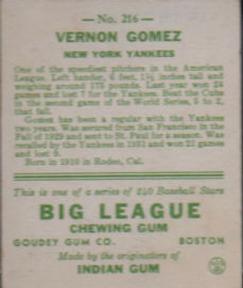 — No. 216 —
VERNON GOMEZ
NEW YORK YANKEES
One of the speediest pitchers in the American
League. Left hander, 6 feet, 1½ inches tall and
weighing around 175 pounds. Last year won 24
games and lost 7 for the Yankees. Beat the Cubs
in the second game of the World Series, 5 to 2,
that fall.
Gomez has been a regular with the Yankees
two years. Was secured from San Francisco in the
Fall of 1929 and sent to St. Paul for a season. Was
recalled by the Yankees in 1931 and won 21 games
and lost 9.
Born in 1910 in Rodeo, Cal.
This is one of a series of 240 Baseball Stars
BIG LEAGUE
CHEWING GUM
GOUDEY GUM CO. BOSTON
Made by the originators of
INDIAN GUM